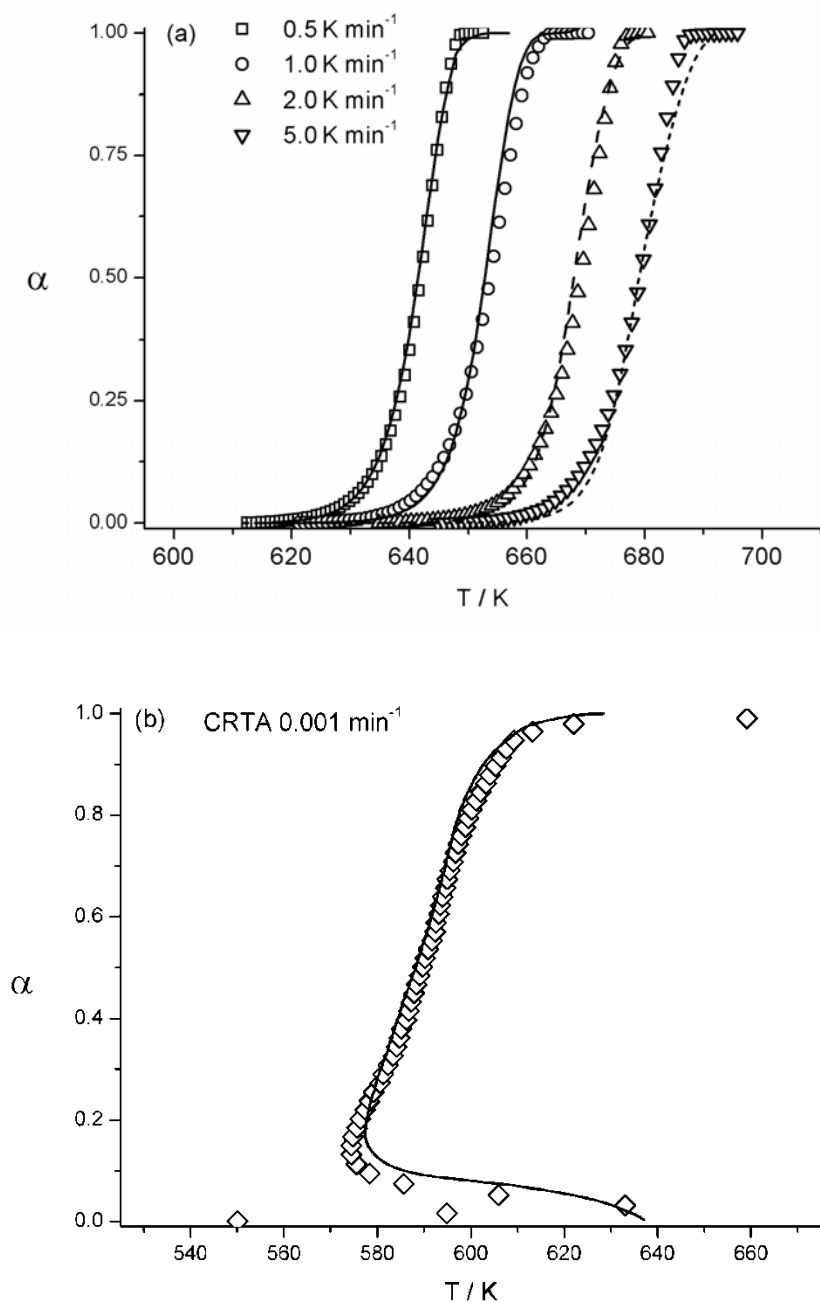 (a)
0.5 K min⁻¹
1.0 K min⁻¹
2.0 K min⁻¹
5.0 K min⁻¹
1.00
0.75
0.50
0.25
0.00
α
600 620 640 660 680 700
T / K
(b) CRTA 0.001 min⁻¹
1.0
0.8
0.6
0.4
0.2
0.0
α
540 560 580 600 620 640 660
T / K